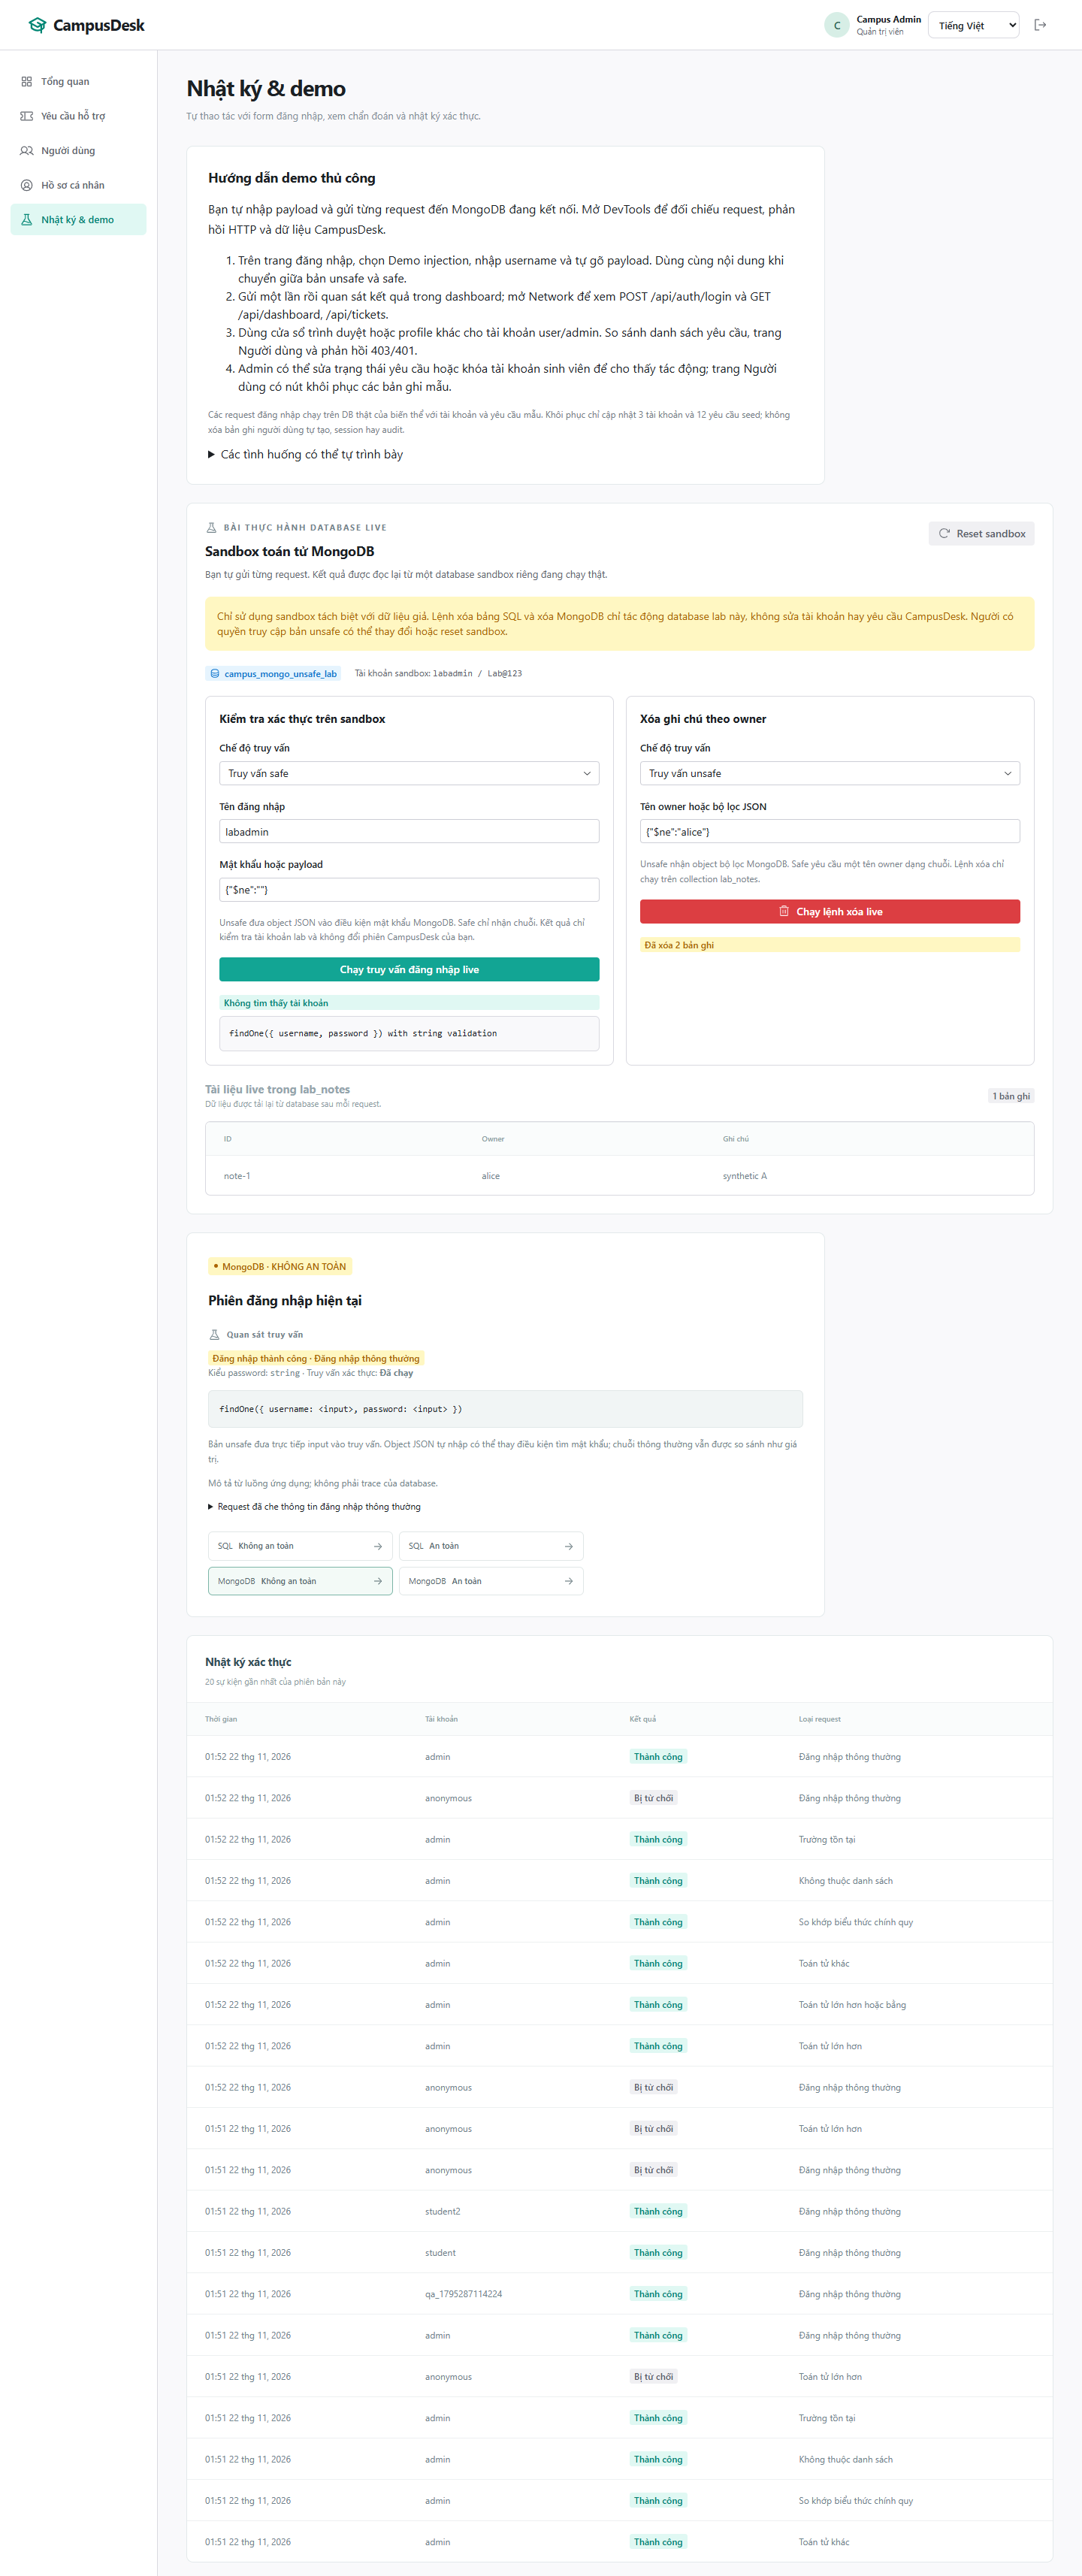 CampusDesk
C
Campus Admin
Quản trị viên
Tiếng Việt
Tổng quan
Yêu cầu hỗ trợ
Người dùng
Hồ sơ cá nhân
Nhật ký & demo
Nhật ký & demo
Tự thao tác với form đăng nhập, xem chẩn đoán và nhật ký xác thực.
Hướng dẫn demo thủ công
Bạn tự nhập payload và gửi từng request đến MongoDB đang kết nối. Mở DevTools để đối chiếu request, phản
hồi HTTP và dữ liệu CampusDesk.
1. Trên trang đăng nhập, chọn Demo injection, nhập username và tự gõ payload. Dùng cùng nội dung khi
chuyển giữa bản unsafe và safe.
2. Gửi một lần rồi quan sát kết quả trong dashboard; mở Network để xem POST /api/auth/login và GET
/api/dashboard, /api/tickets.
3. Dùng cửa sổ trình duyệt hoặc profile khác cho tài khoản user/admin. So sánh danh sách yêu cầu, trang
Người dùng và phản hồi 403/401.
4. Admin có thể sửa trạng thái yêu cầu hoặc khóa tài khoản sinh viên để cho thấy tác động; trang Người
dùng có nút khôi phục các bản ghi mẫu.
Các request đăng nhập chạy trên DB thật của biến thể với tài khoản và yêu cầu mẫu. Khôi phục chỉ cập nhật 3 tài khoản và 12 yêu cầu seed; không
xóa bản ghi người dùng tự tạo, session hay audit.
Các tình huống có thể tự trình bày
BÀI THỰC HÀNH DATABASE LIVE
Reset sandbox
Sandbox toán tử MongoDB
Bạn tự gửi từng request. Kết quả được đọc lại từ một database sandbox riêng đang chạy thật.
Chỉ sử dụng sandbox tách biệt với dữ liệu giả. Lệnh xóa bảng SQL và xóa MongoDB chỉ tác động database lab này, không sửa tài khoản hay yêu cầu CampusDesk. Người có
quyền truy cập bản unsafe có thể thay đổi hoặc reset sandbox.
campus_mongo_unsafe_lab
Tài khoản sandbox: labadmin / Lab@123
Kiểm tra xác thực trên sandbox
Chế độ truy vấn
Truy vấn safe
Tên đăng nhập
labadmin
Mật khẩu hoặc payload
{"$ne":""}
Unsafe đưa object JSON vào điều kiện mật khẩu MongoDB. Safe chỉ nhận chuỗi. Kết quả chỉ
kiểm tra tài khoản lab và không đổi phiên CampusDesk của bạn.
Chạy truy vấn đăng nhập live
Không tìm thấy tài khoản
findOne({ username, password }) with string validation
Xóa ghi chú theo owner
Chế độ truy vấn
Truy vấn unsafe
Tên owner hoặc bộ lọc JSON
{"$ne":"alice"}
Unsafe nhận object bộ lọc MongoDB. Safe yêu cầu một tên owner dạng chuỗi. Lệnh xóa chỉ
chạy trên collection lab_notes.
Chạy lệnh xóa live
Đã xóa 2 bản ghi
Tài liệu live trong lab_notes
Dữ liệu được tải lại từ database sau mỗi request.
1 bản ghi
ID Owner Ghi chú
note-1 alice synthetic A
MongoDB · KHÔNG AN TOÀN
Phiên đăng nhập hiện tại
Quan sát truy vấn
Đăng nhập thành công · Đăng nhập thông thường
Kiểu password: string · Truy vấn xác thực: Đã chạy
findOne({ username: <input>, password: <input> })
Bản unsafe đưa trực tiếp input vào truy vấn. Object JSON tự nhập có thể thay điều kiện tìm mật khẩu; chuỗi thông thường vẫn được so sánh như giá
trị.
Mô tả từ luồng ứng dụng; không phải trace của database.
Request đã che thông tin đăng nhập thông thường
SQL Không an toàn
SQL An toàn
MongoDB Không an toàn
MongoDB An toàn
Nhật ký xác thực
20 sự kiện gần nhất của phiên bản này
Thời gian Tài khoản Kết quả Loại request
01:52 22 thg 11, 2026 admin Thành công Đăng nhập thông thường
01:52 22 thg 11, 2026 anonymous Bị từ chối Đăng nhập thông thường
01:52 22 thg 11, 2026 admin Thành công Trường tồn tại
01:52 22 thg 11, 2026 admin Thành công Không thuộc danh sách
01:52 22 thg 11, 2026 admin Thành công So khớp biểu thức chính quy
01:52 22 thg 11, 2026 admin Thành công Toán tử khác
01:52 22 thg 11, 2026 admin Thành công Toán tử lớn hơn hoặc bằng
01:52 22 thg 11, 2026 admin Thành công Toán tử lớn hơn
01:52 22 thg 11, 2026 anonymous Bị từ chối Đăng nhập thông thường
01:51 22 thg 11, 2026 anonymous Bị từ chối Toán tử lớn hơn
01:51 22 thg 11, 2026 anonymous Bị từ chối Đăng nhập thông thường
01:51 22 thg 11, 2026 student2 Thành công Đăng nhập thông thường
01:51 22 thg 11, 2026 student Thành công Đăng nhập thông thường
01:51 22 thg 11, 2026 qa_1795287114224 Thành công Đăng nhập thông thường
01:51 22 thg 11, 2026 admin Thành công Đăng nhập thông thường
01:51 22 thg 11, 2026 anonymous Bị từ chối Toán tử lớn hơn
01:51 22 thg 11, 2026 admin Thành công Trường tồn tại
01:51 22 thg 11, 2026 admin Thành công Không thuộc danh sách
01:51 22 thg 11, 2026 admin Thành công So khớp biểu thức chính quy
01:51 22 thg 11, 2026 admin Thành công Toán tử khác